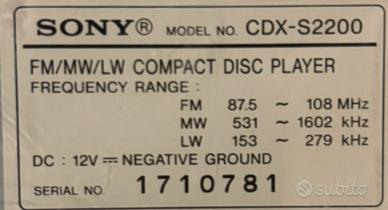 SONY® MODEL NO. CDX-S2200
FM/MW/LW COMPACT DISC PLAYER
FREQUENCY RANGE :
FM 87.5 ~ 108 MHz
MW 531 ~ 1602 kHz
LW 153 ~ 279 kHz
DC : 12V ⎓ NEGATIVE GROUND
SERIAL NO. 1710781
subito